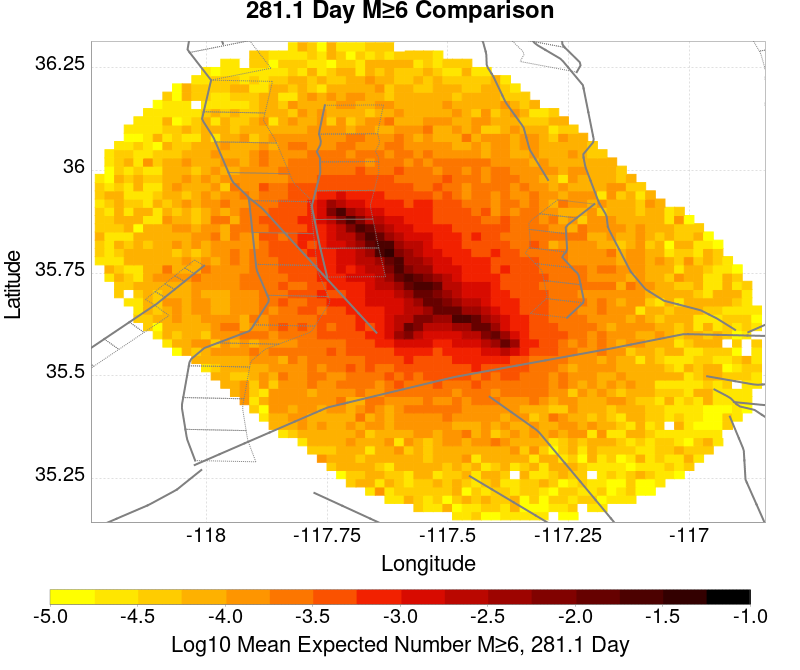 281.1 Day M≥6 Comparison
36.25
36
35.75
35.5
35.25
Latitude
-118 -117.75 -117.5 -117.25 -117
Longitude
-5.0 -4.5 -4.0 -3.5 -3.0 -2.5 -2.0 -1.5 -1.0
Log10 Mean Expected Number M≥6, 281.1 Day